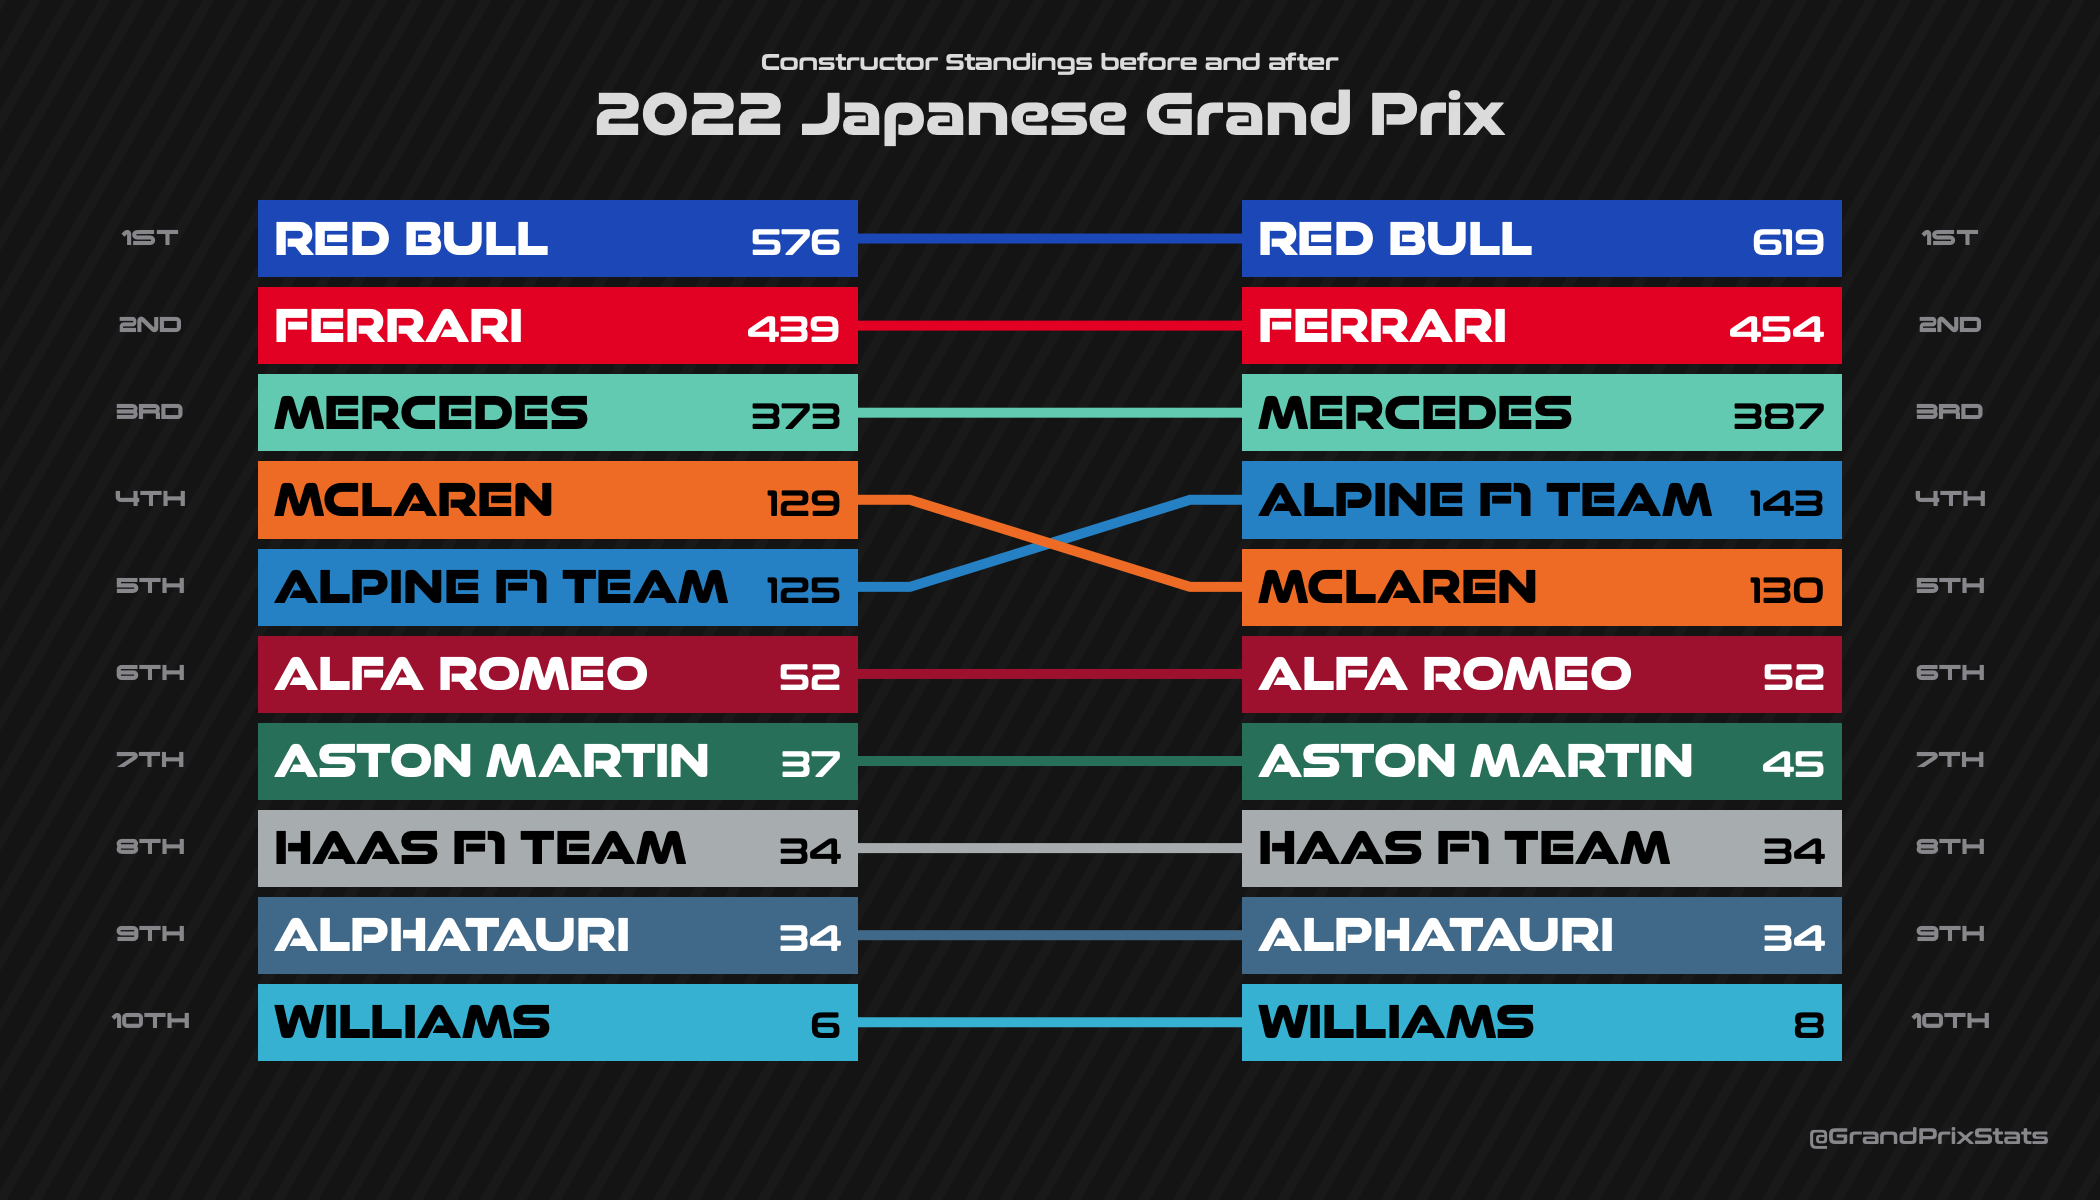 Constructor Standings before and after
2022 Japanese Grand Prix
1ST RED BULL 576 RED BULL 619 1ST
2ND FERRARI 439 FERRARI 454 2ND
3RD MERCEDES 373 MERCEDES 387 3RD
4TH MCLAREN 129 ALPINE F1 TEAM 143 4TH
5TH ALPINE F1 TEAM 125 MCLAREN 130 5TH
6TH ALFA ROMEO 52 ALFA ROMEO 52 6TH
7TH ASTON MARTIN 37 ASTON MARTIN 45 7TH
8TH HAAS F1 TEAM 34 HAAS F1 TEAM 34 8TH
9TH ALPHATAURI 34 ALPHATAURI 34 9TH
10TH WILLIAMS 6 WILLIAMS 8 10TH
@GrandPrixStats